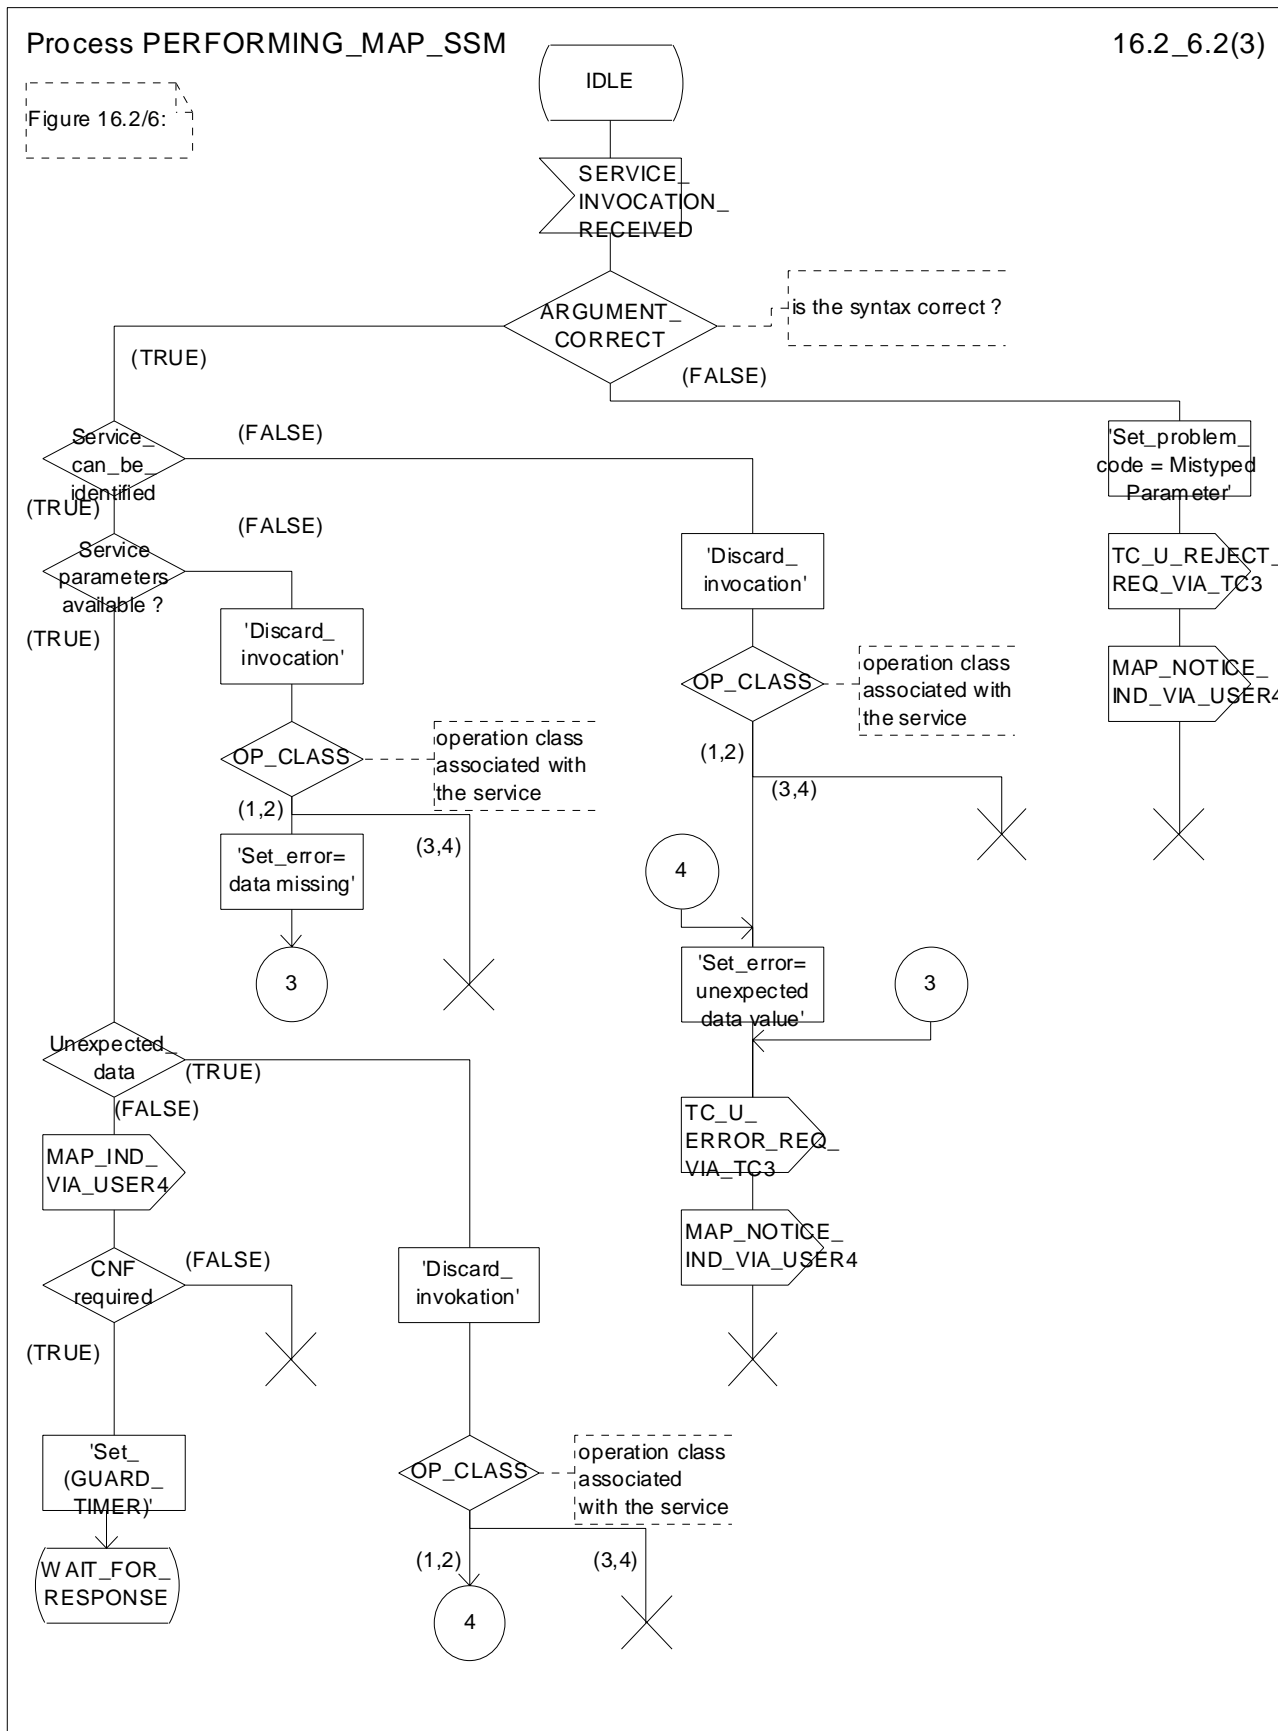 Process PERFORMING_MAP_SSM
16.2_6.2(3)
Figure 16.2/6:
IDLE
SERVICE_
INVOCATION_
RECEIVED
ARGUMENT_
CORRECT
is the syntax correct ?
(TRUE)
(FALSE)
Service_
can_be_
identified
(FALSE)
'Set_problem_
code = Mistyped
Parameter'
(TRUE)
(FALSE)
Service
parameters
available ?
'Discard_
invocation'
TC_U_REJECT_
REQ_VIA_TC3
(TRUE)
'Discard_
invocation'
OP_CLASS
operation class
associated with
the service
MAP_NOTICE_
IND_VIA_USER4
OP_CLASS
operation class
associated with
the service
(1,2)
(3,4)
(1,2)
(3,4)
'Set_error=
data missing'
4
3
'Set_error=
unexpected
data value'
3
Unexpected_
data
(TRUE)
(FALSE)
TC_U_
ERROR_REQ_
VIA_TC3
MAP_IND_
VIA_USER4
MAP_NOTICE_
IND_VIA_USER4
CNF
required
(FALSE)
'Discard_
invokation'
(TRUE)
'Set_
(GUARD_
TIMER)'
OP_CLASS
operation class
associated
with the service
(1,2)
(3,4)
WAIT_FOR_
RESPONSE
4